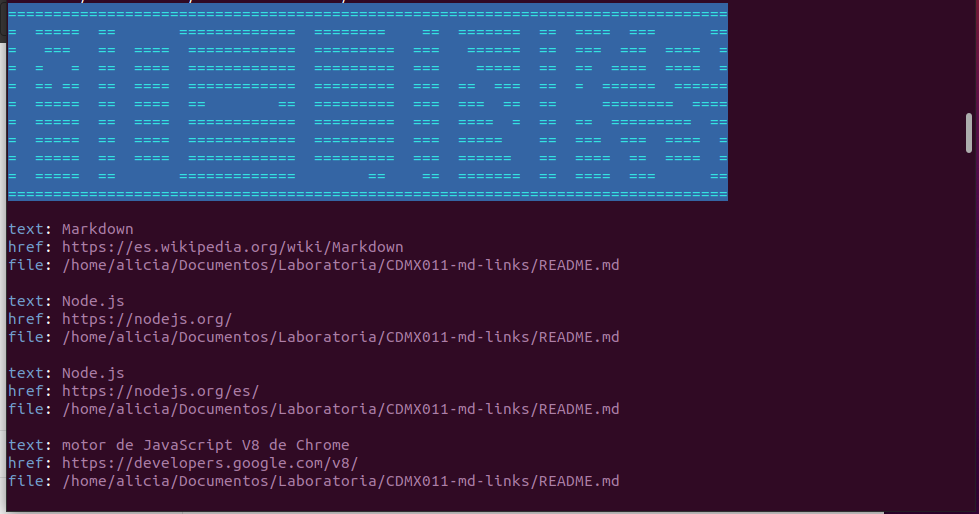 MD-LINKS
text: Markdown
href: https://es.wikipedia.org/wiki/Markdown
file: /home/alicia/Documentos/Laboratoria/CDMX011-md-links/README.md
text: Node.js
href: https://nodejs.org/
file: /home/alicia/Documentos/Laboratoria/CDMX011-md-links/README.md
text: Node.js
href: https://nodejs.org/es/
file: /home/alicia/Documentos/Laboratoria/CDMX011-md-links/README.md
text: motor de JavaScript V8 de Chrome
href: https://developers.google.com/v8/
file: /home/alicia/Documentos/Laboratoria/CDMX011-md-links/README.md